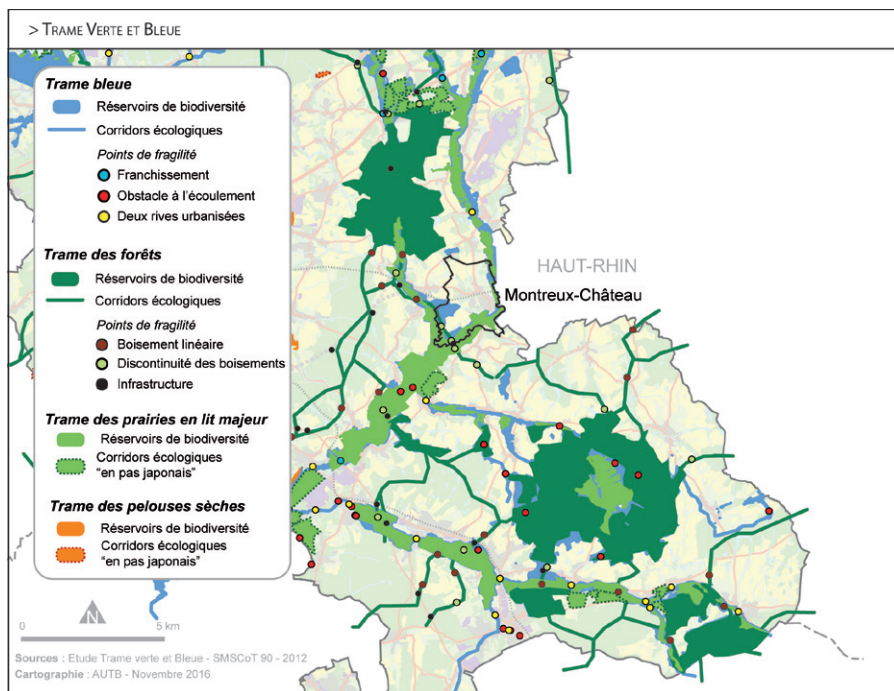 > TRAME VERTE ET BLEUE
Trame bleue
Réservoirs de biodiversité
Corridors écologiques
Points de fragilité
Franchissement
Obstacle à l'écoulement
Deux rives urbanisées
Trame des forêts
Réservoirs de biodiversité
Corridors écologiques
Points de fragilité
Boisement linéaire
Discontinuité des boisements
Infrastructure
Trame des prairies en lit majeur
Réservoirs de biodiversité
Corridors écologiques
"en pas japonais"
Trame des pelouses sèches
Réservoirs de biodiversité
Corridors écologiques
"en pas japonais"
HAUT-RHIN
Montreux-Château
N
0 5 km
Sources : Etude Trame verte et Bleue - SMSCoT 90 - 2012
Cartographie : AUTB - Novembre 2016